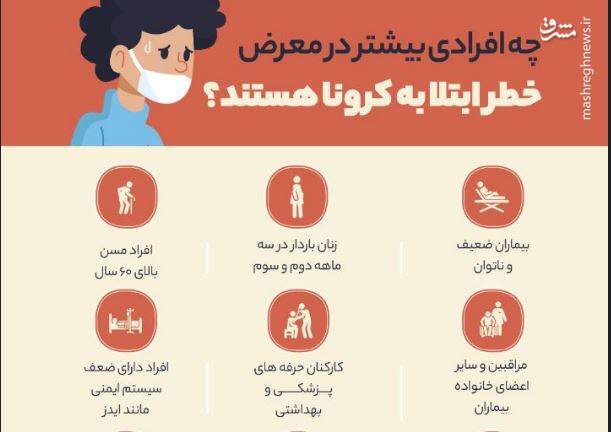 چه افرادی بیشتر در معرض
خطر ابتلا به کرونا هستند؟
مشرق
mashreghnews.ir
بیماران ضعیف
و ناتوان
زنان باردار در سه
ماهه دوم و سوم
افراد مسن
بالای ۶۰ سال
مراقبین و سایر
اعضای خانواده
بیماران
کارکنان حرفه های
پزشکی و
بهداشتی
افراد دارای ضعف
سیستم ایمنی
مانند ایدز